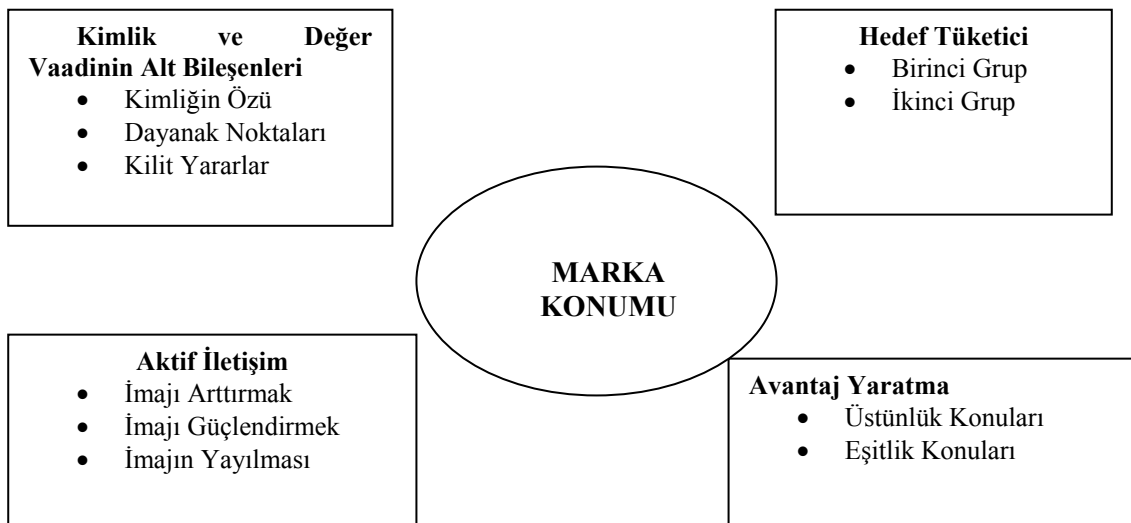 Kimlik ve Değer
Vaadinin Alt Bileşenleri
• Kimliğin Özü
• Dayanak Noktaları
• Kilit Yararlar
Hedef Tüketici
• Birinci Grup
• İkinci Grup
MARKA
KONUMU
Aktif İletişim
• İmajı Arttırmak
• İmajı Güçlendirmek
• İmajın Yayılması
Avantaj Yaratma
• Üstünlük Konuları
• Eşitlik Konuları